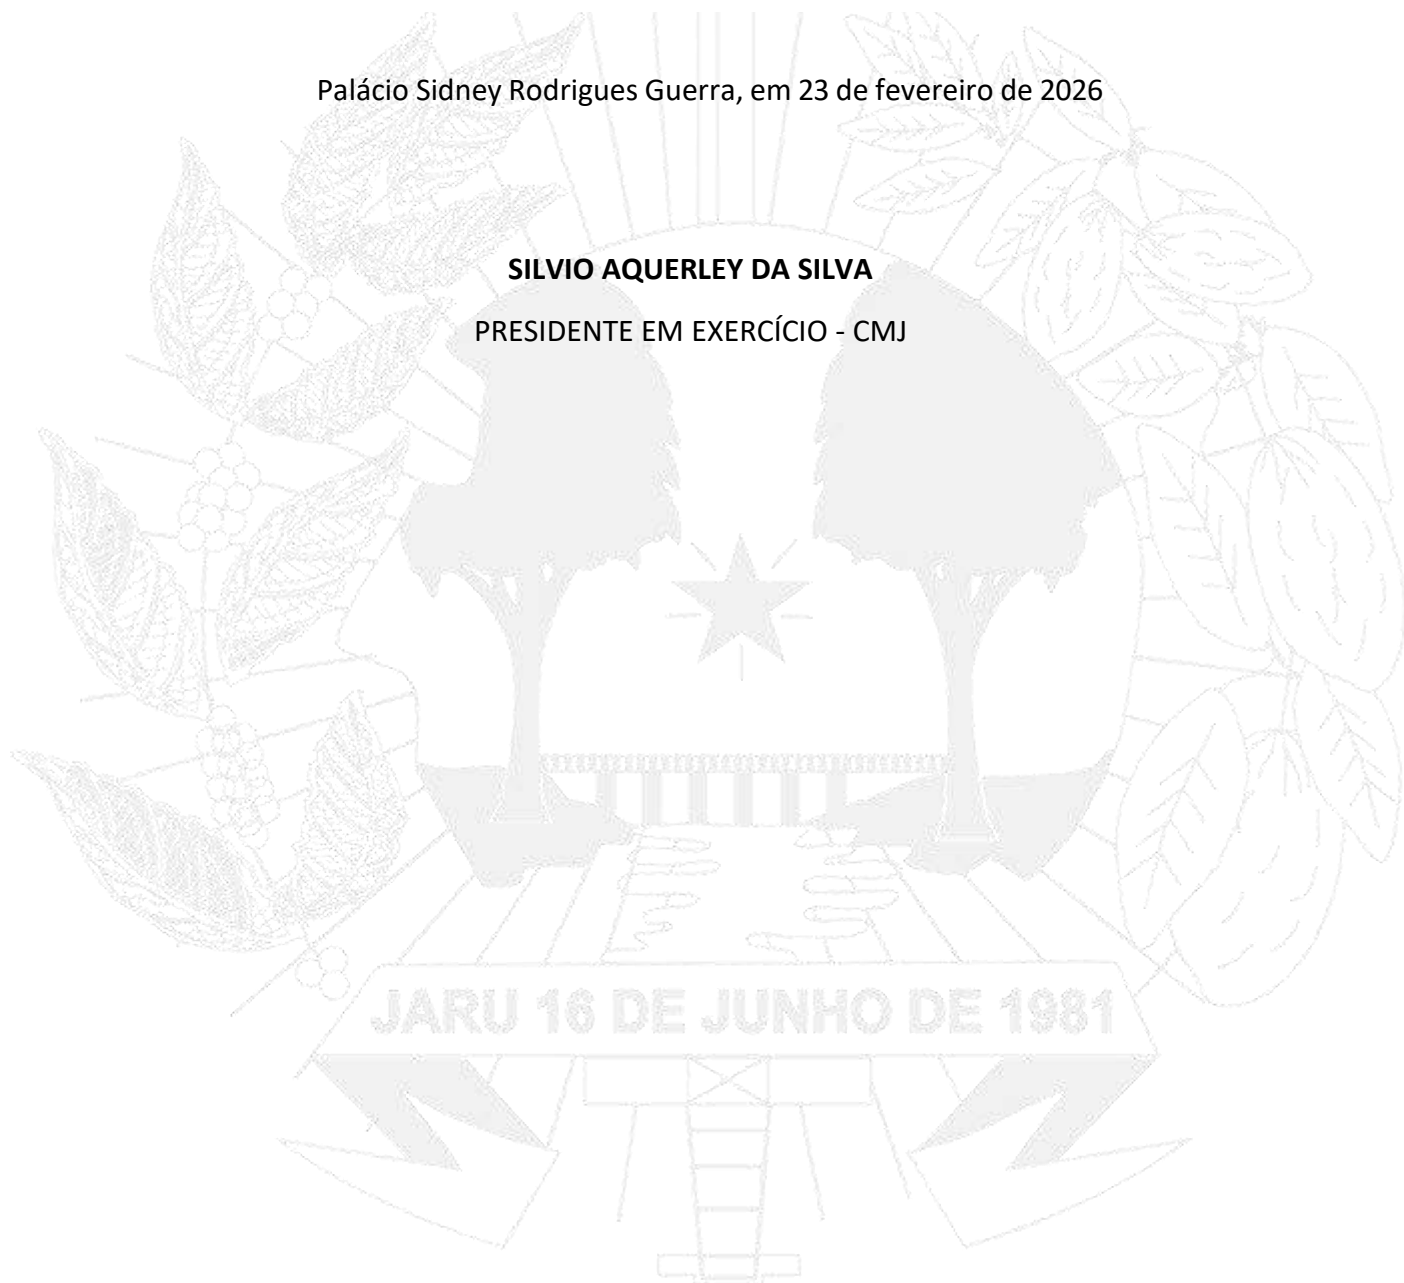 Palácio Sidney Rodrigues Guerra, em 23 de fevereiro de 2026
SILVIO AQUERLEY DA SILVA
PRESIDENTE EM EXERCÍCIO - CMJ
JARU 16 DE JUNHO DE 1981